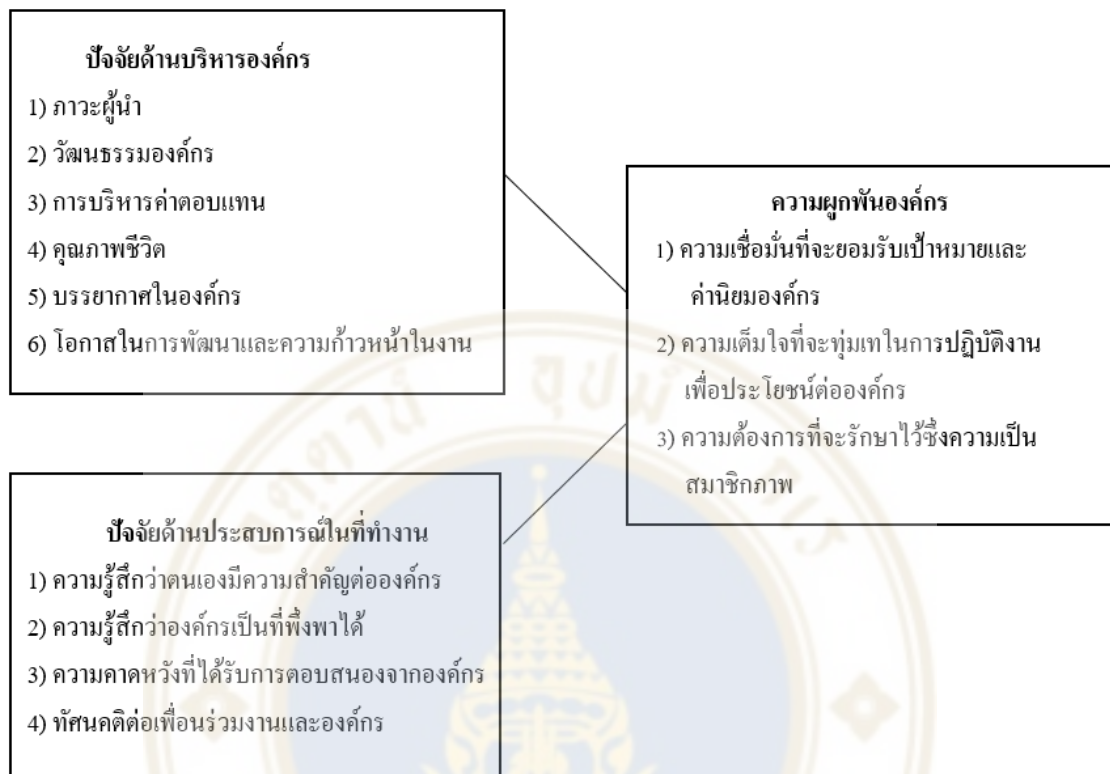 ปัจจัยด้านบริหารองค์กร
1) ภาวะผู้นำ
2) วัฒนธรรมองค์กร
3) การบริหารค่าตอบแทน
4) คุณภาพชีวิต
5) บรรยากาศในองค์กร
6) โอกาสในการพัฒนาและความก้าวหน้าในงาน
ความผูกพันองค์กร
1) ความเชื่อมั่นที่จะยอมรับเป้าหมายและ
ค่านิยมองค์กร
2) ความเต็มใจที่จะทุ่มเทในการปฏิบัติงาน
เพื่อประโยชน์ต่อองค์กร
3) ความต้องการที่จะรักษาไว้ซึ่งความเป็น
สมาชิกภาพ
ปัจจัยด้านประสบการณ์ในที่ทำงาน
1) ความรู้สึกว่าตนเองมีความสำคัญต่อองค์กร
2) ความรู้สึกว่าองค์กรเป็นที่พึ่งพาได้
3) ความคาดหวังที่ได้รับการตอบสนองจากองค์กร
4) ทัศนคติต่อเพื่อนร่วมงานและองค์กร